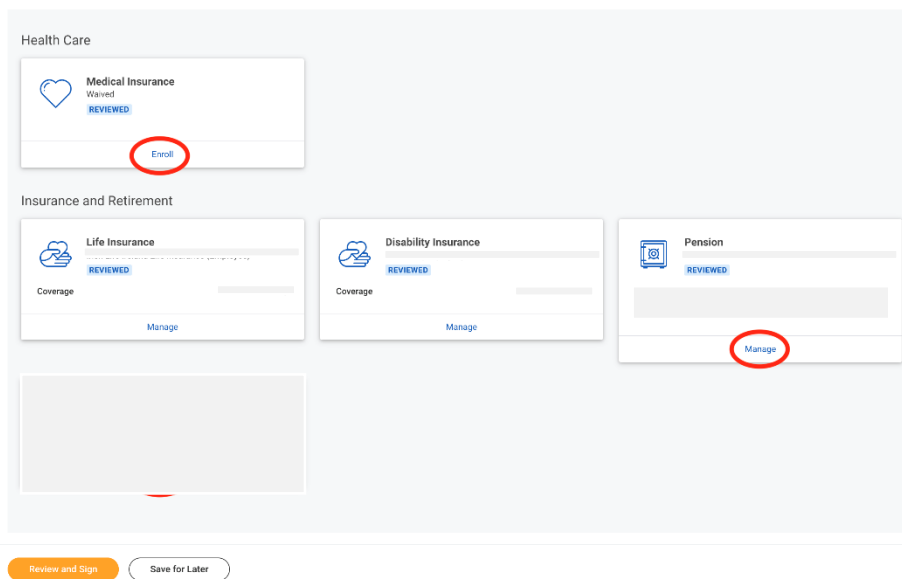 Health Care
Medical Insurance
Waived
REVIEWED
Enroll
Insurance and Retirement
Life Insurance
REVIEWED
Coverage
Manage
Disability Insurance
REVIEWED
Coverage
Manage
Pension
REVIEWED
Manage
Review and Sign
Save for Later